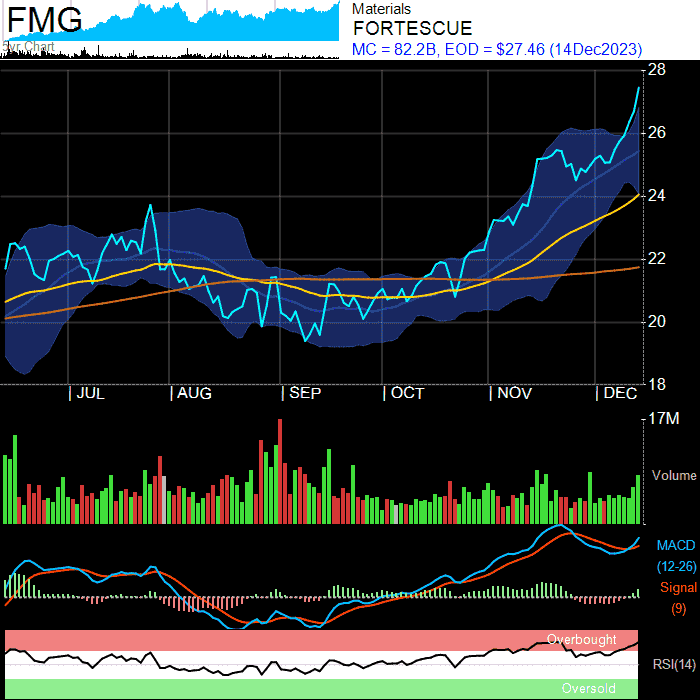 FMG
5yr Chart
Materials
FORTESCUE
MC = 82.2B, EOD = $27.46 (14Dec2023)
28
26
24
22
20
18
JUL
AUG
SEP
OCT
NOV
DEC
17M
Volume
MACD
(12-26)
Signal
(9)
Overbought
RSI(14)
Oversold